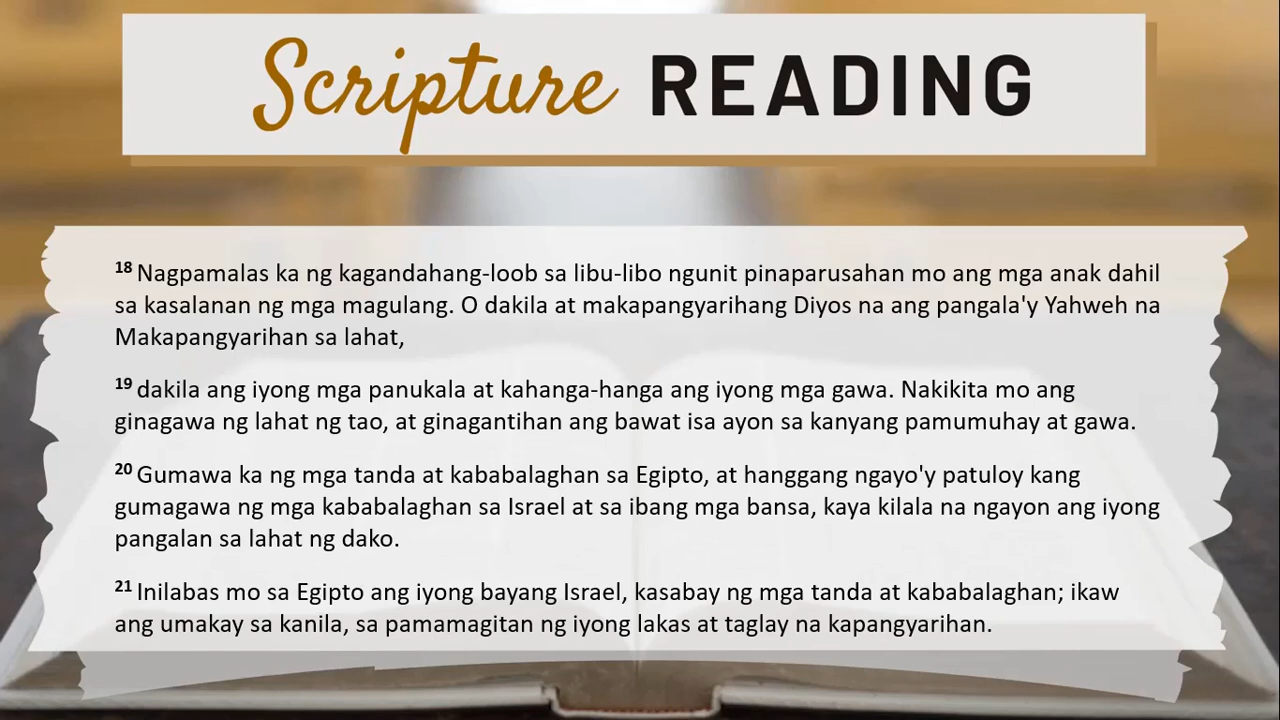 Scripture READING
18 Nagpamalas ka ng kagandahang-loob sa libu-libo ngunit pinaparusahan mo ang mga anak dahil
sa kasalanan ng mga magulang. O dakila at makapangyarihang Diyos na ang pangala'y Yahweh na
Makapangyarihan sa lahat,
19 dakila ang iyong mga panukala at kahanga-hanga ang iyong mga gawa. Nakikita mo ang
ginagawa ng lahat ng tao, at ginagantihan ang bawat isa ayon sa kanyang pamumuhay at gawa.
20 Gumawa ka ng mga tanda at kababalaghan sa Egipto, at hanggang ngayo'y patuloy kang
gumagawa ng mga kababalaghan sa Israel at sa ibang mga bansa, kaya kilala na ngayon ang iyong
pangalan sa lahat ng dako.
21 Inilabas mo sa Egipto ang iyong bayang Israel, kasabay ng mga tanda at kababalaghan; ikaw
ang umakay sa kanila, sa pamamagitan ng iyong lakas at taglay na kapangyarihan.